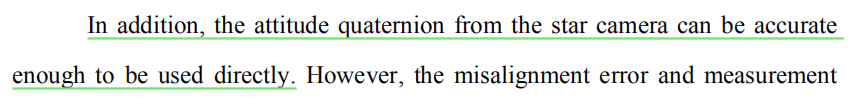 In addition, the attitude quaternion from the star camera can be accurate
enough to be used directly. However, the misalignment error and measurement